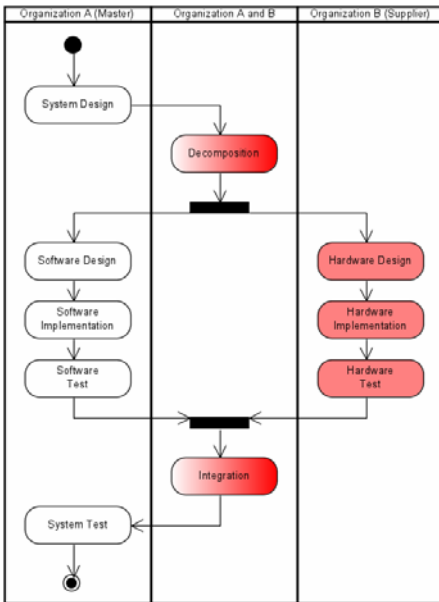 Organization A (Master)
Organization A and B
Organization B (Supplier)
System Design
Decomposition
Software Design
Hardware Design
Software
Implementation
Hardware
Implementation
Software
Test
Hardware
Test
Integration
System Test